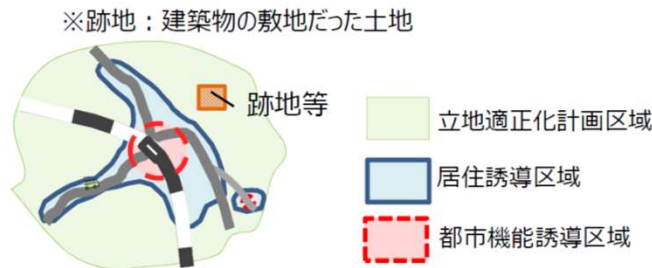 ※跡地：建築物の敷地だった土地
跡地等
立地適正化計画区域
居住誘導区域
都市機能誘導区域